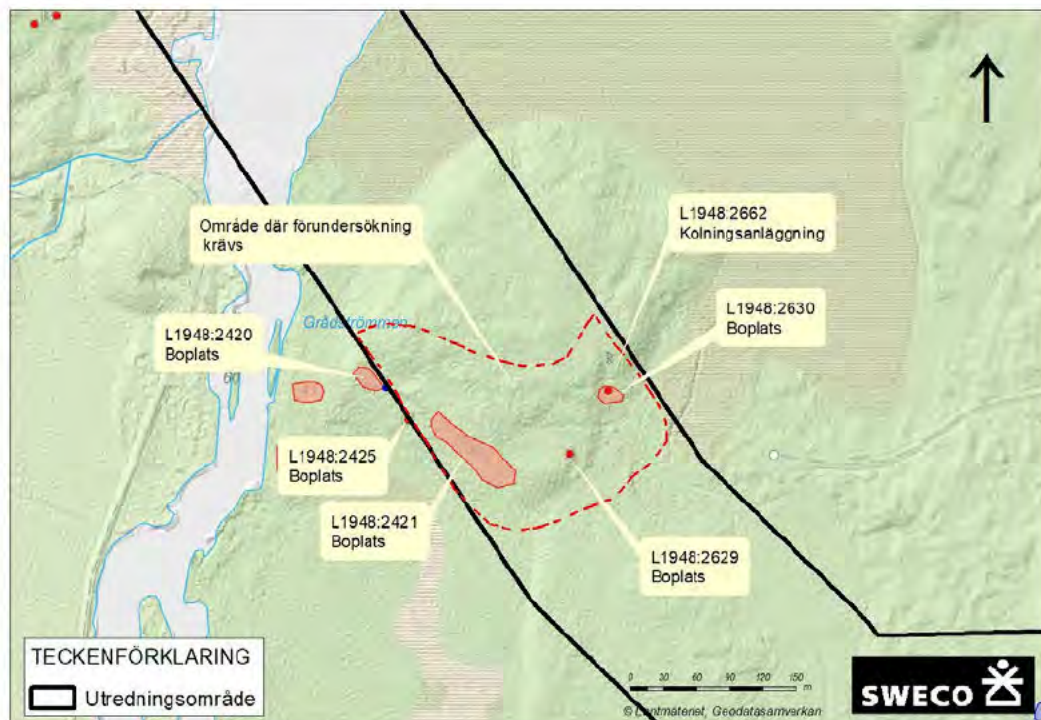 Område där förundersökning
krävs
L1948:2662
Kolningsanläggning
L1948:2630
Boplats
Grådströmmen
L1948:2420
Boplats
L1948:2425
Boplats
L1948:2421
Boplats
L1948:2629
Boplats
TECKENFÖRKLARING
Utredningsområde
0 30 60 90 120 150
m
© Lantmäteriet, Geodatasamverkan
SWECO